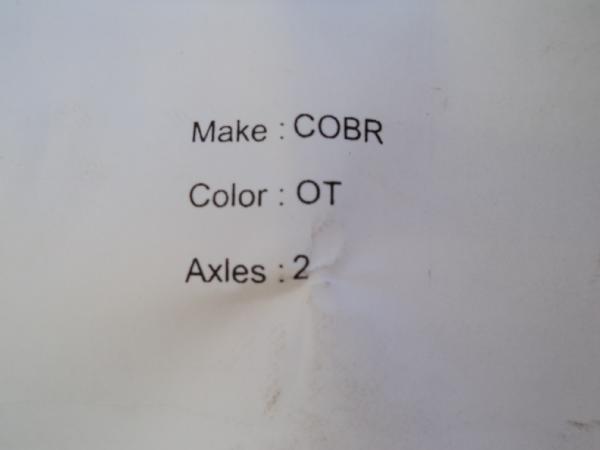 Make : COBR
Color : OT
Axles : 2